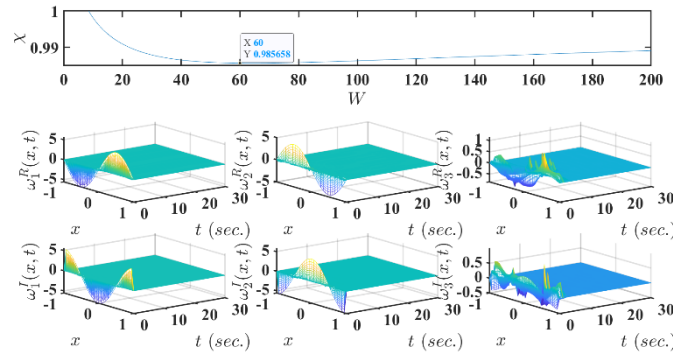 1
0.99
χ
X 60
Y 0.985658
0 20 40 60 80 100 120 140 160 180 200
W
5
0
-5
-1
0
1
x
0
10
20
30
t (sec.)
ω₁ᴿ(x, t)
5
0
-5
-1
0
1
x
0
10
20
30
t (sec.)
ω₂ᴿ(x, t)
1
0.5
0
-0.5
-1
0
1
x
0
10
20
30
t (sec.)
ω₃ᴿ(x, t)
5
0
-5
-1
0
1
x
0
10
20
30
t (sec.)
ω₁ᴵ(x, t)
5
0
-5
-1
0
1
x
0
10
20
30
t (sec.)
ω₂ᴵ(x, t)
0.5
0
-0.5
-1
0
1
x
0
10
20
30
t (sec.)
ω₃ᴵ(x, t)